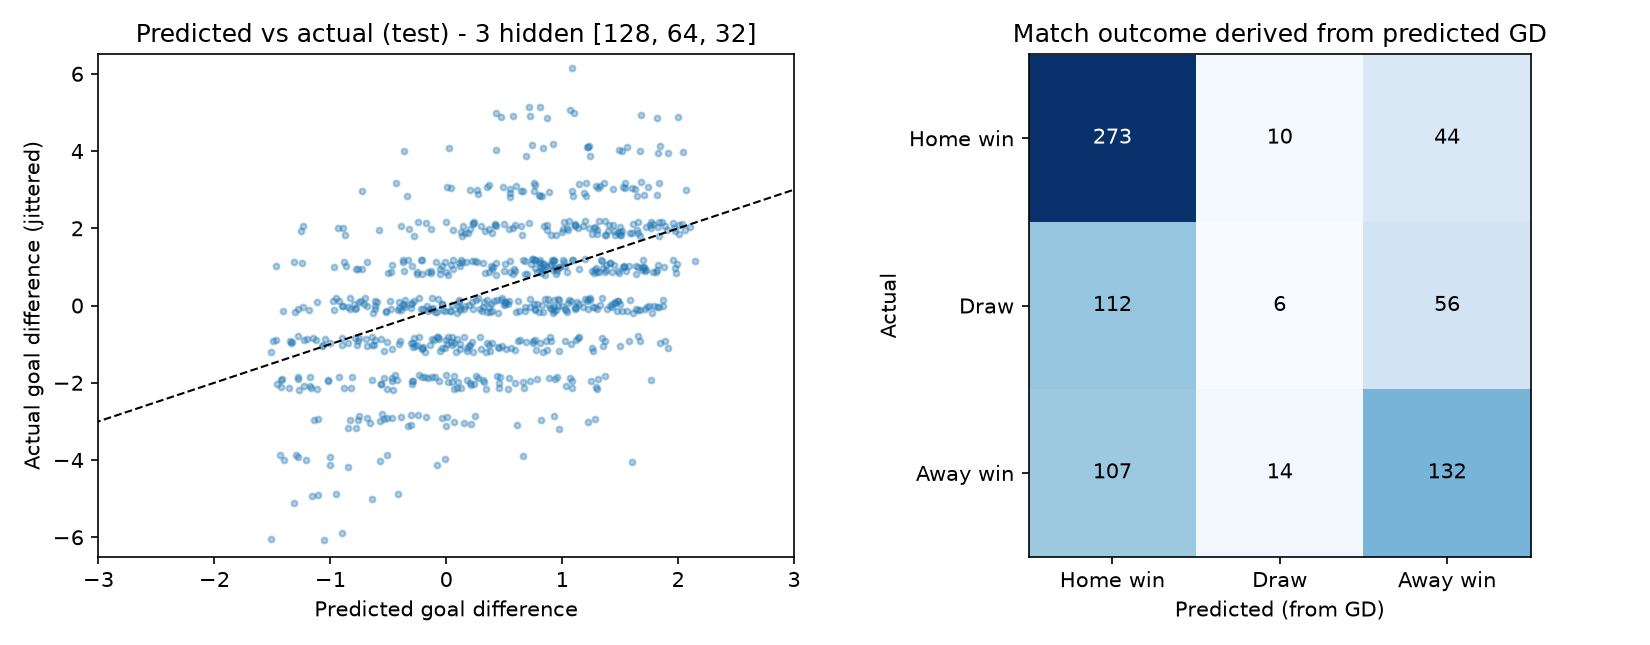 Predicted vs actual (test) - 3 hidden [128, 64, 32]
Actual goal difference (jittered)
6
4
2
0
−2
−4
−6
−3
−2
−1
0
1
2
3
Predicted goal difference
Match outcome derived from predicted GD
Actual
Home win
273
10
44
Draw
112
6
56
Away win
107
14
132
Home win
Draw
Away win
Predicted (from GD)